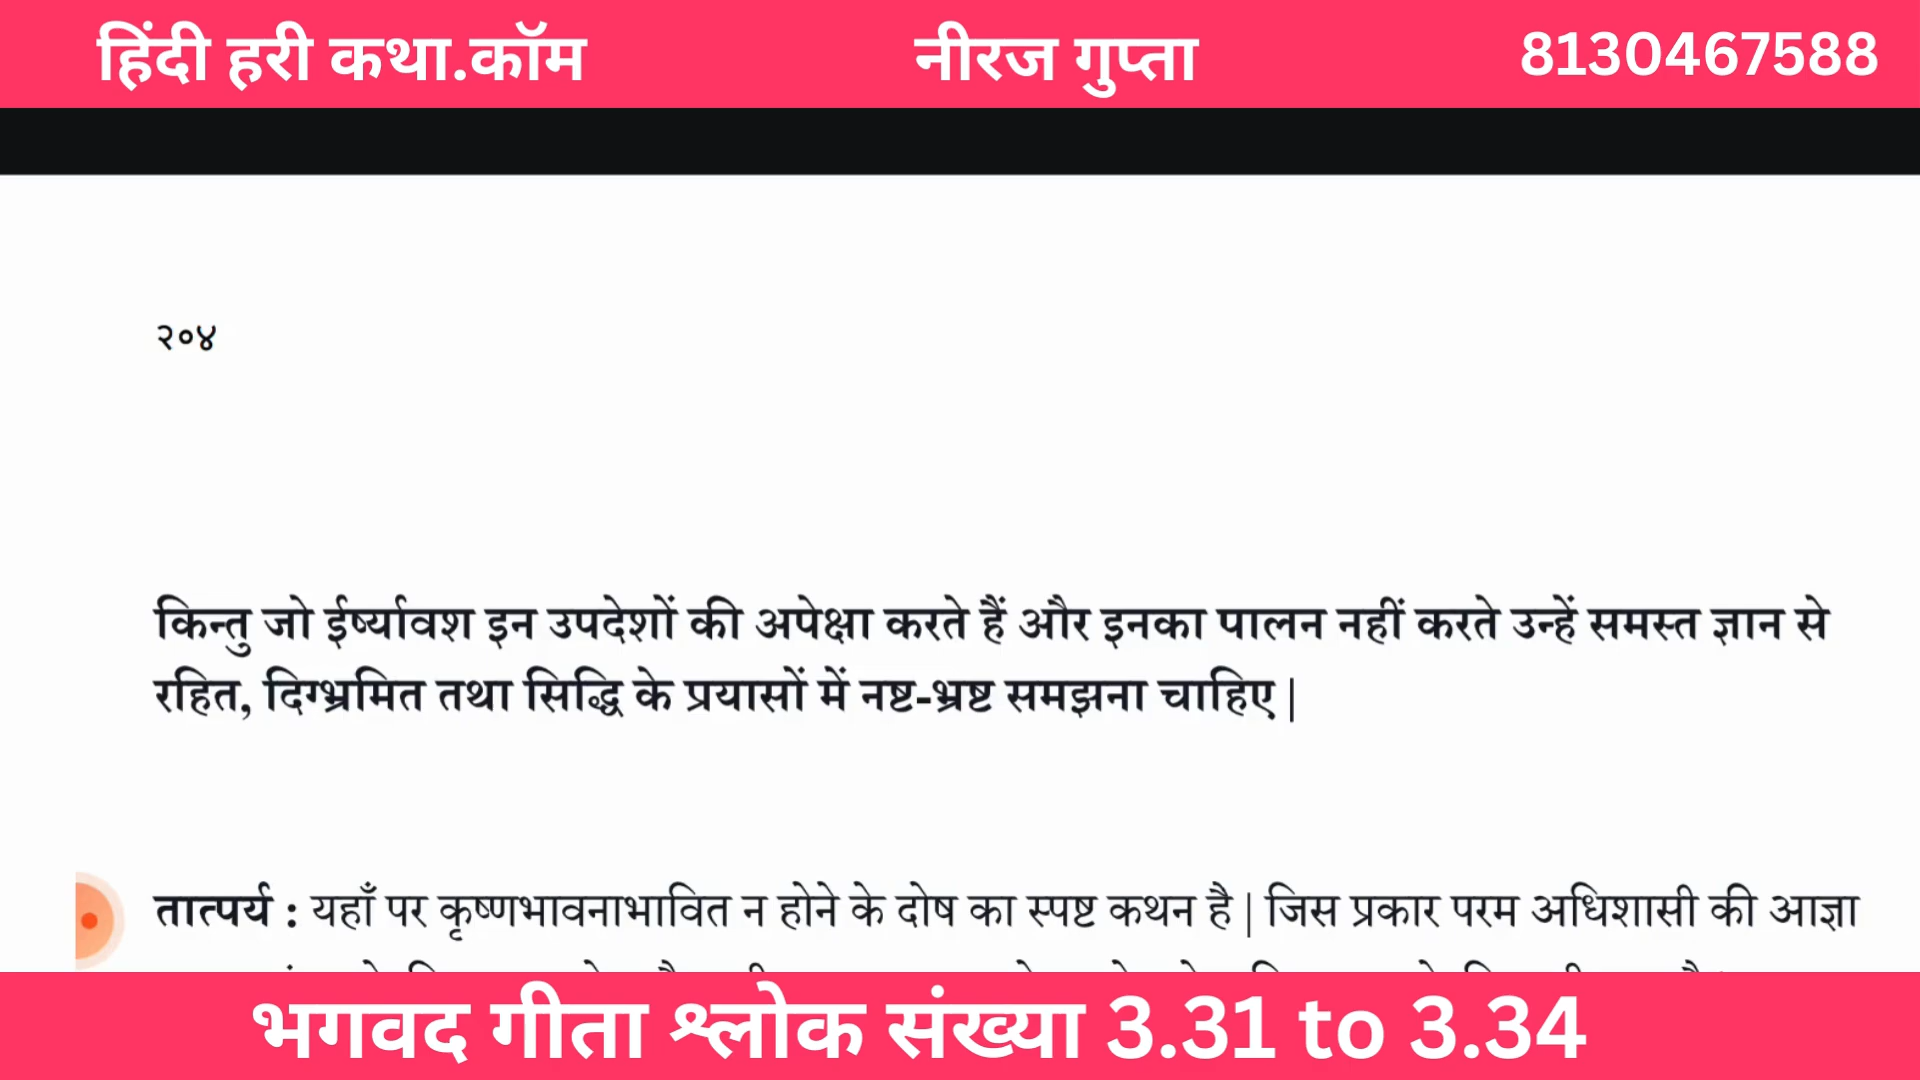 हिंदी हरी कथा.कॉम
नीरज गुप्ता
8130467588
२०४
किन्तु जो ईर्ष्यावश इन उपदेशों की अपेक्षा करते हैं और इनका पालन नहीं करते उन्हें समस्त ज्ञान से
रहित, दिग्भ्रमित तथा सिद्धि के प्रयासों में नष्ट-भ्रष्ट समझना चाहिए |
तात्पर्य : यहाँ पर कृष्णभावनाभावित न होने के दोष का स्पष्ट कथन है | जिस प्रकार परम अधिशासी की आज्ञा
भगवद गीता श्लोक संख्या 3.31 to 3.34